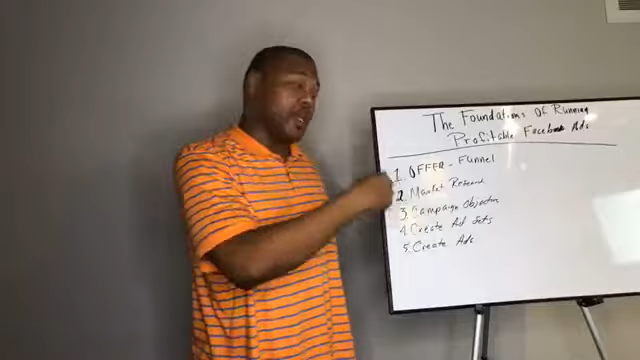 The Foundations Of Running
Profitable Facebook Ads
1 OFFER - Funnel
2. Market Research
3. Campaign Objective
4. Create Ad Sets
5. Create Ads